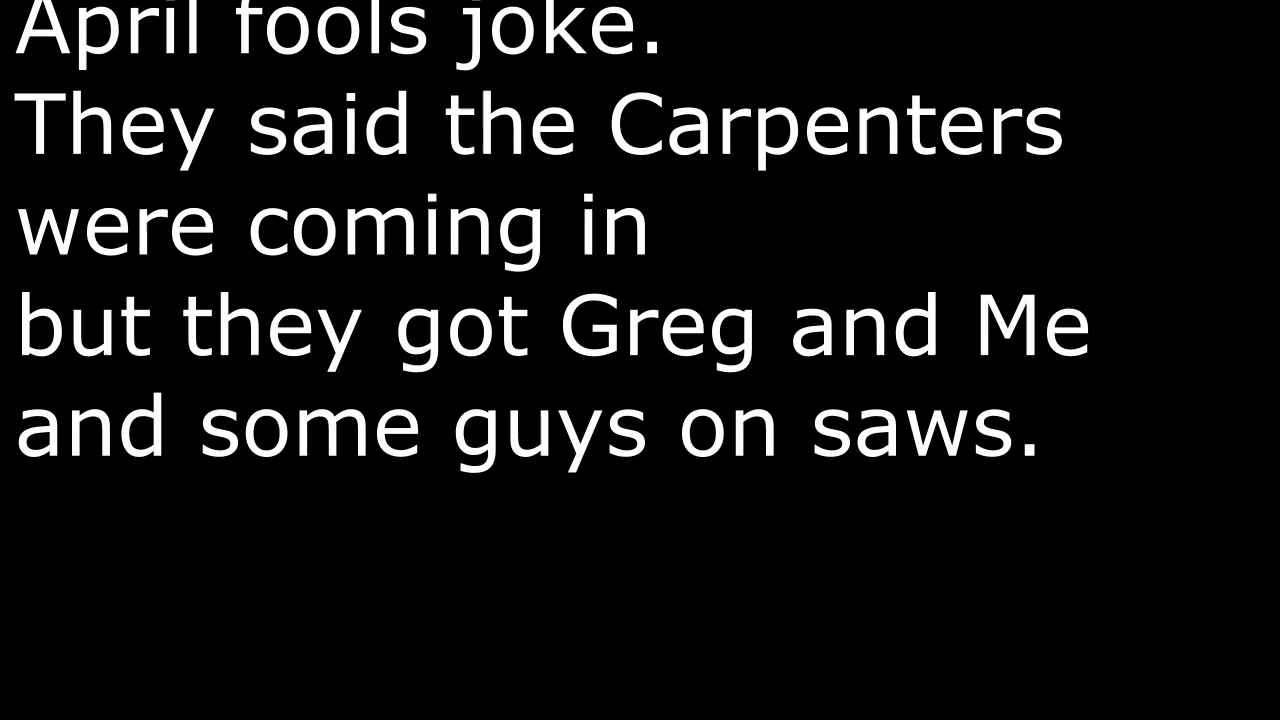 April fools joke.
They said the Carpenters
were coming in
but they got Greg and Me
and some guys on saws.